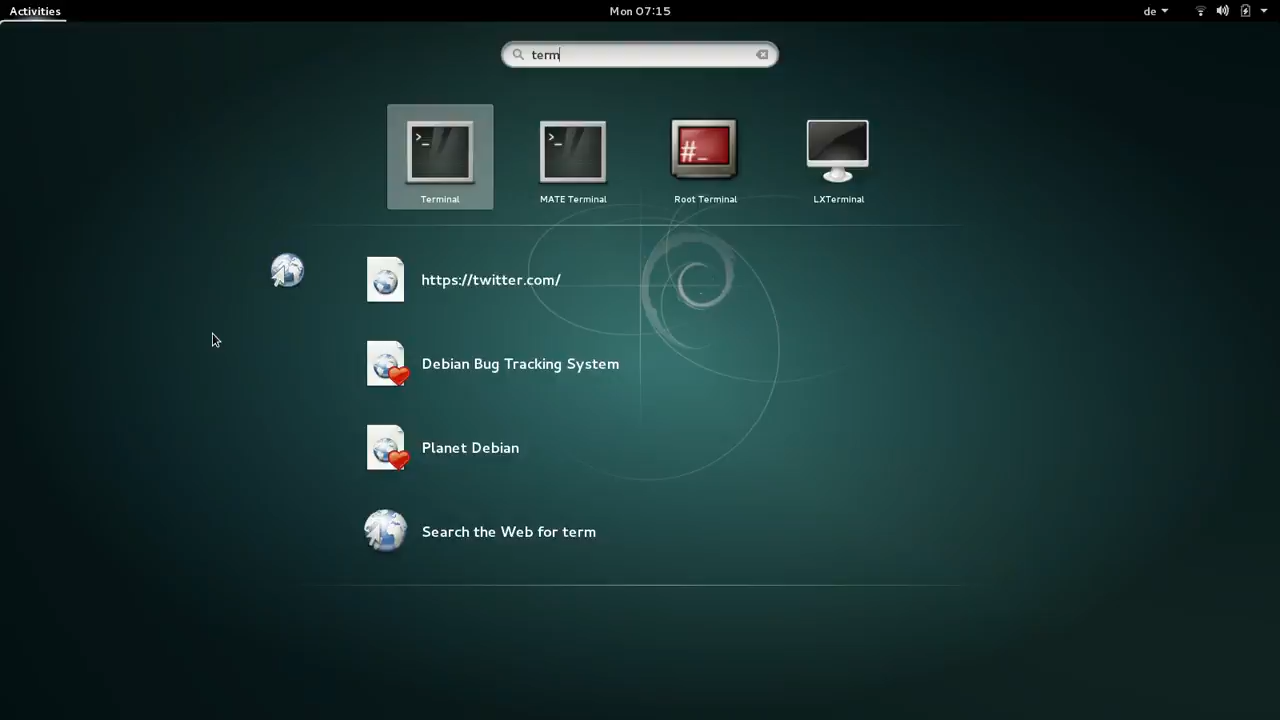 Activities
Mon 07:15
de
term
>_
Terminal
>_
MATE Terminal
#_
Root Terminal
LXTerminal
https://twitter.com/
Debian Bug Tracking System
Planet Debian
Search the Web for term